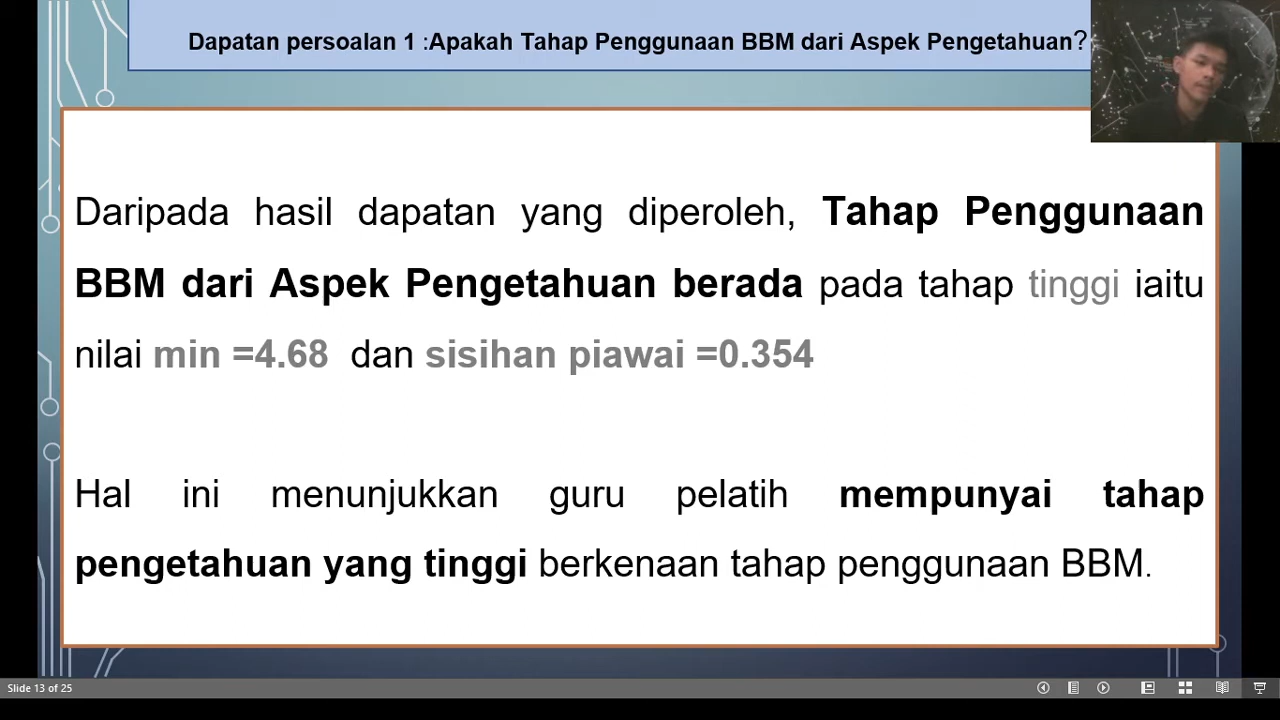 Dapatan persoalan 1 :Apakah Tahap Penggunaan BBM dari Aspek Pengetahuan?
Daripada hasil dapatan yang diperoleh, Tahap Penggunaan
BBM dari Aspek Pengetahuan berada pada tahap tinggi iaitu
nilai min =4.68 dan sisihan piawai =0.354
Hal ini menunjukkan guru pelatih mempunyai tahap
pengetahuan yang tinggi berkenaan tahap penggunaan BBM.
Slide 13 of 25